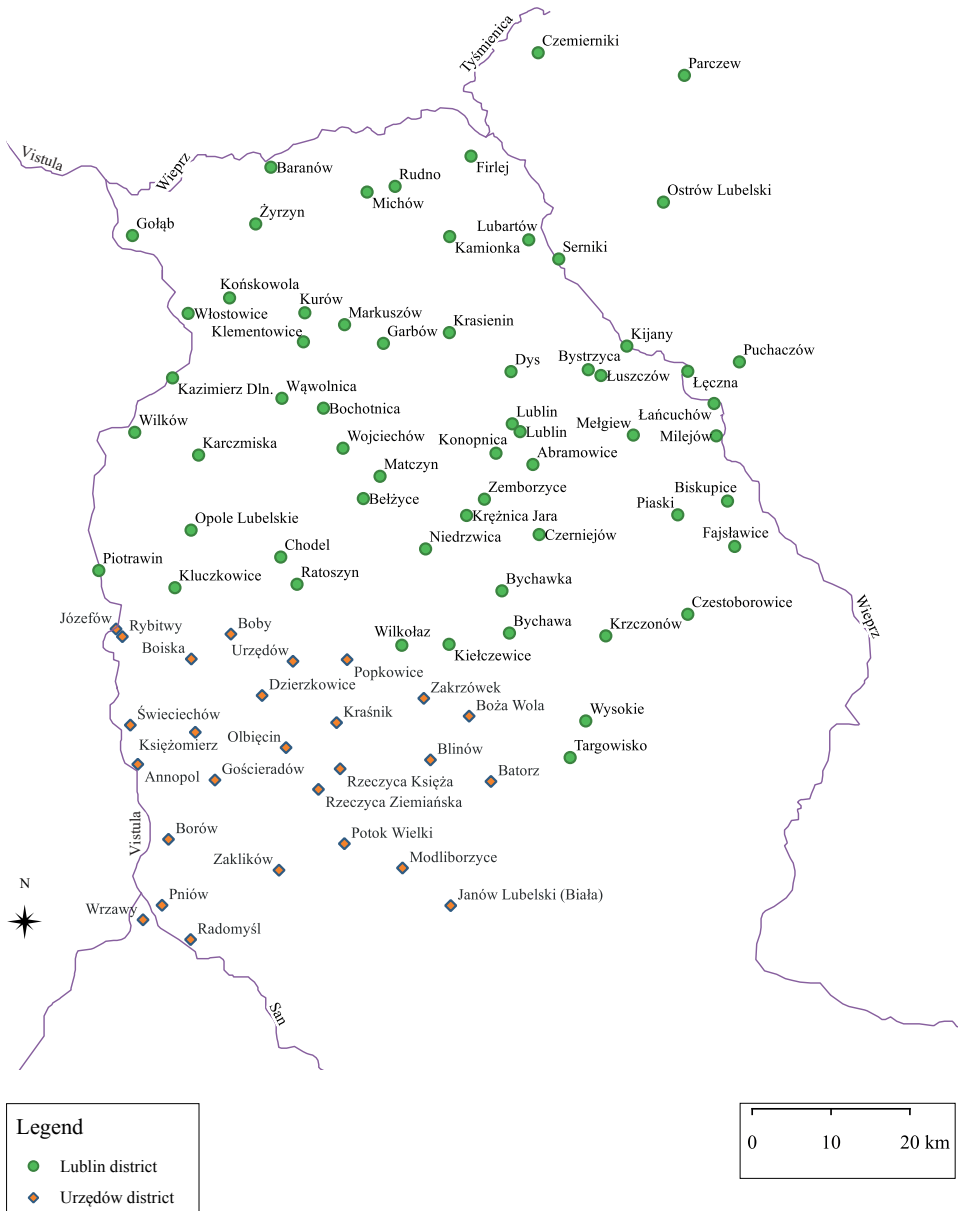 Czemierniki
Tyśmienica
Parczew
Vistula
Wieprz
Baranów
Rudno
Firlej
Michów
Ostrów Lubelski
Żyrzyn
Gołąb
Lubartów
Kamionka
Serniki
Końskowola
Kurów
Włostowice
Markuszów
Krasienin
Klementowice
Garbów
Kijany
Puchaczów
Dys
Bystrzyca
Łuszczów
Łęczna
Kazimierz Dln.
Wąwolnica
Bochotnica
Łańcuchów
Lublin
Wilków
Lublin
Mełgiew
Milejów
Karczmiska
Wojciechów
Konopnica
Abramowice
Matczyn
Bełżyce
Zemborzyce
Biskupice
Piaski
Krężnica Jara
Opole Lubelskie
Czerniejów
Fajsławice
Niedrzwica
Chodel
Piotrawin
Ratoszyn
Kluczkowice
Bychawka
Czestoborowice
Wieprz
Józefów
Rybitwy
Boby
Bychawa
Krzczonów
Wilkołaz
Boiska
Urzędów
Kiełczewice
Popkowice
Dzierzkowice
Zakrzówek
Boża Wola
Świeciechów
Kraśnik
Wysokie
Olbięcin
Księżomierz
Blinów
Targowisko
Annopol
Gościeradów
Rzeczyca Księża
Batorz
Rzeczyca Ziemiańska
Vistula
Borów
Potok Wielki
Zaklików
Modliborzyce
N
Pniów
Janów Lubelski (Biała)
Wrzawy
Radomyśl
San
Legend
Lublin district
Urzędów district
0 10 20 km